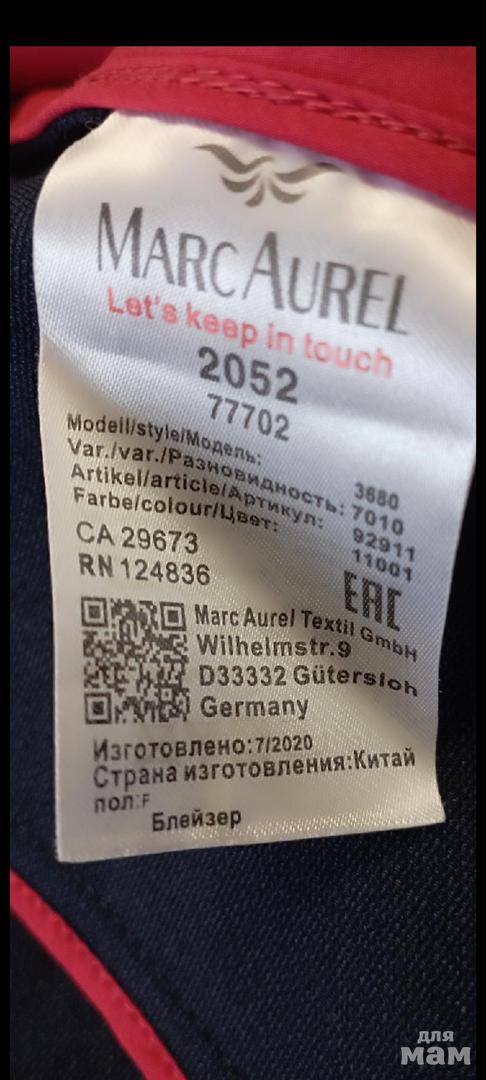 MARC AUREL
Let's keep in touch
2052
77702
Modell/style/Модель: 3680
Var./var./Разновидность: 7010
Artikel/article/Артикул: 92911
Farbe/colour/Цвет: 11001
CA 29673
RN 124836
EAC
Marc Aurel Textil GmbH
Wilhelmstr.9
D33332 Gütersloh
Germany
Изготовлено:7/2020
Страна изготовления:Китай
пол:F
Блейзер
для
мам